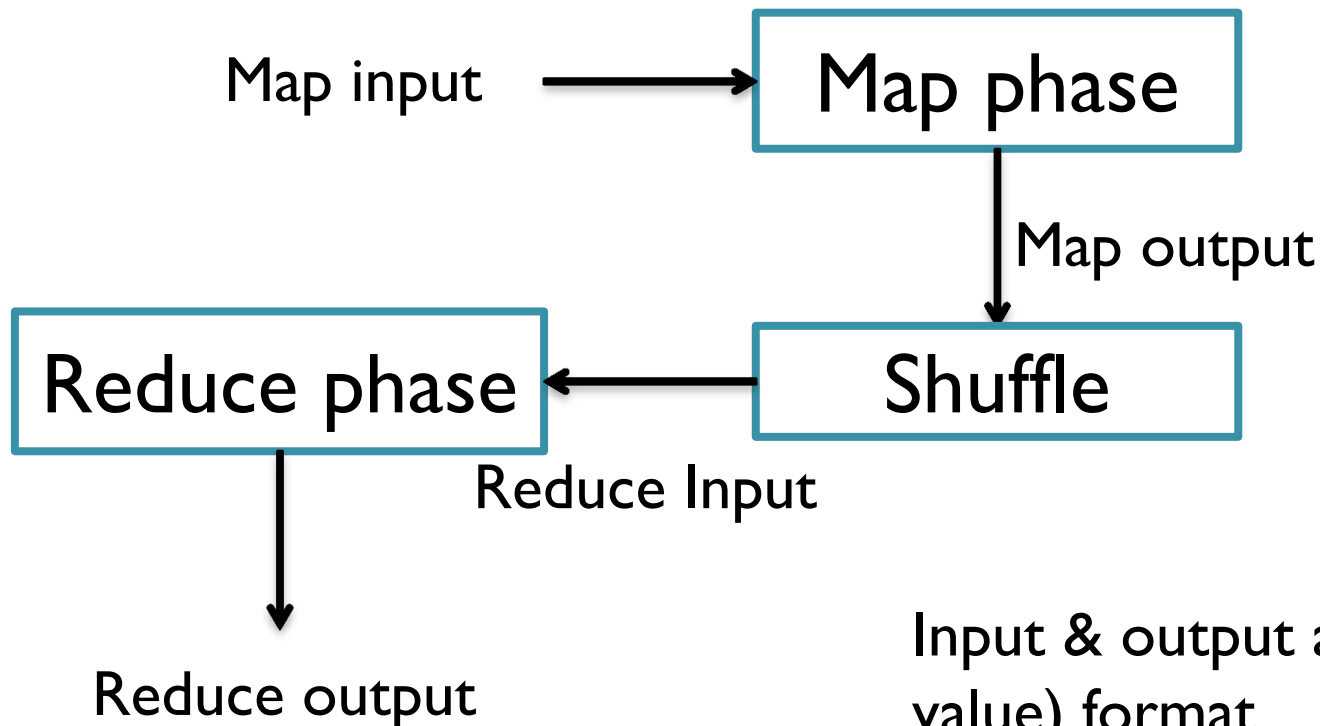 Map input
Map phase
Map output
Reduce phase
Shuffle
Reduce Input
Input & output
value) format
Reduce output